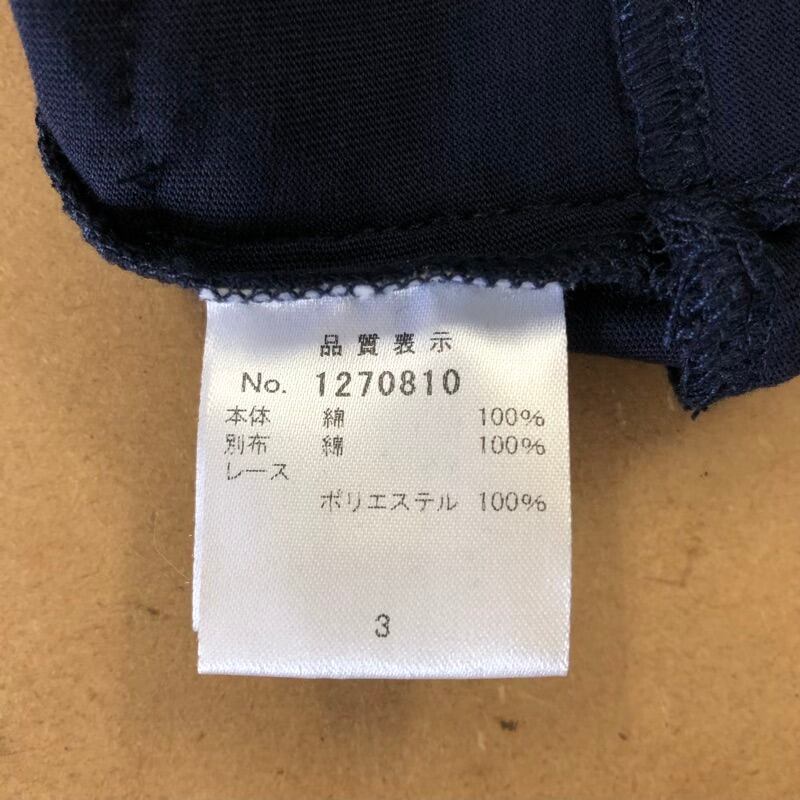 品質表示
No. 1270810
本体 綿 100%
別布 綿 100%
レース
ポリエステル 100%
3